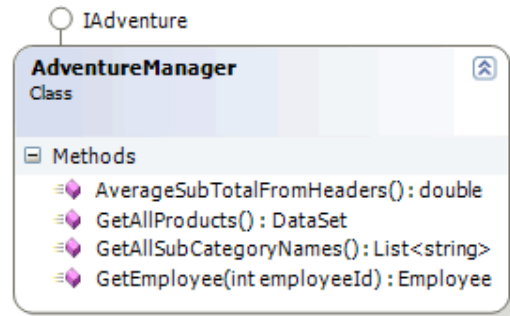 IAdventure
AdventureManager
Class
Methods
AverageSubTotalFromHeaders() : double
GetAllProducts() : DataSet
GetAllSubCategoryNames() : List<string>
GetEmployee(int employeeId) : Employee